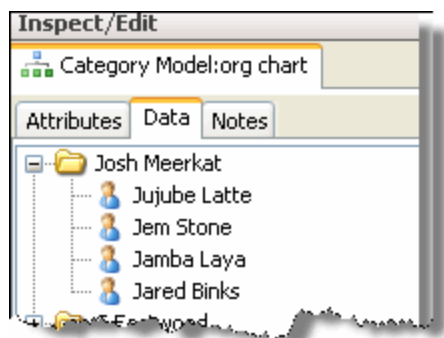 Inspect/Edit
Category Model:org chart
Attributes Data Notes
Josh Meerkat
Jujube Latte
Jem Stone
Jamba Laya
Jared Binks
Eastwood